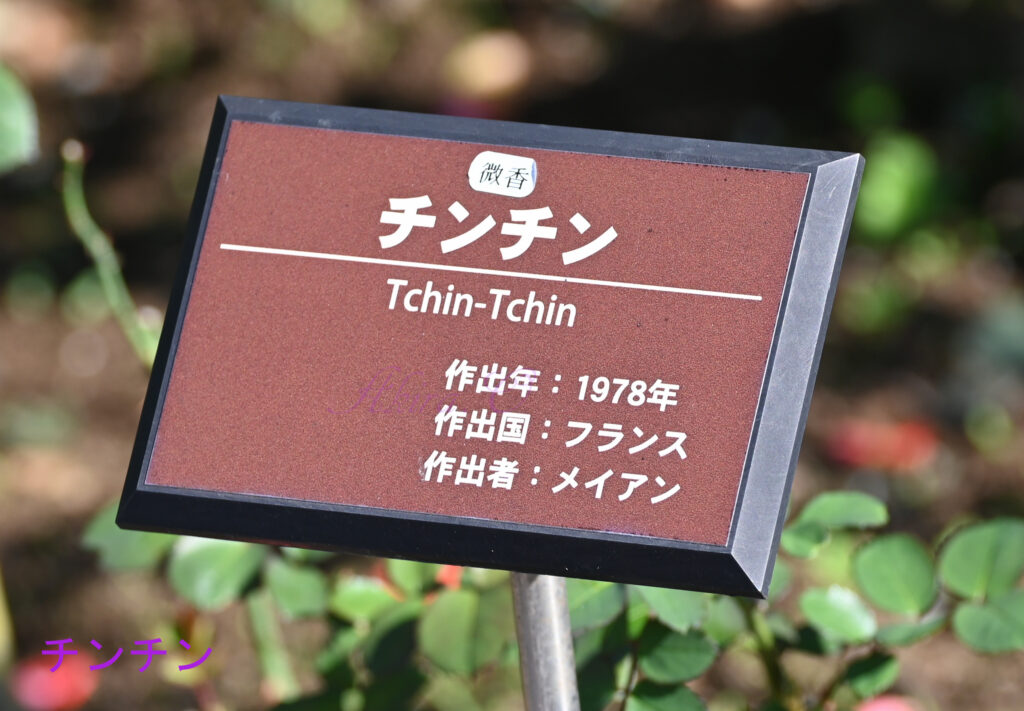 微香
チンチン
Tchin-Tchin
作出年：1978年
作出国：フランス
作出者：メイアン
チンチン